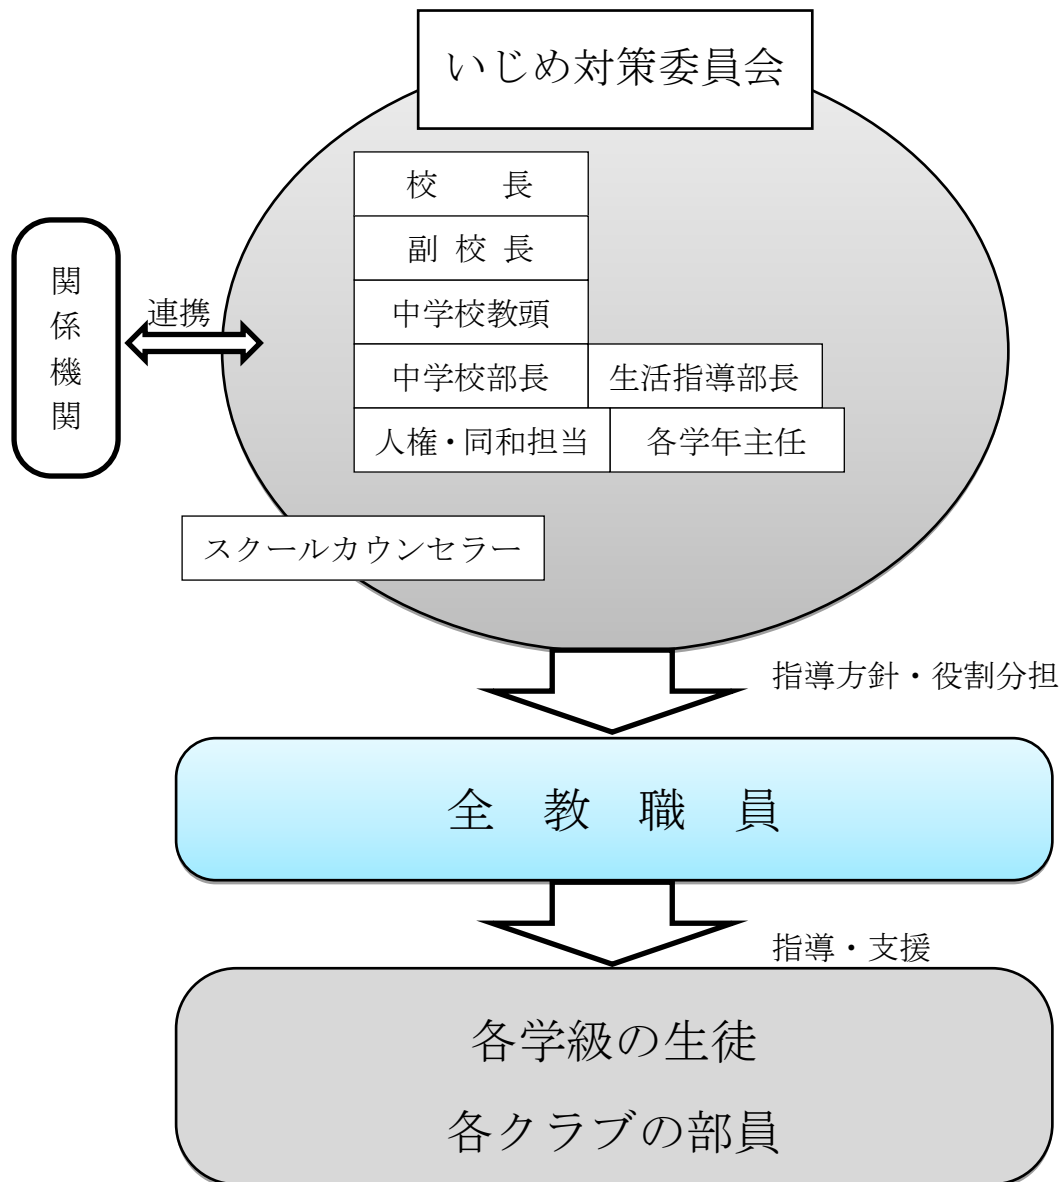 いじめ対策委員会
校　　長
副 校 長
中学校教頭
中学校部長
生活指導部長
人権・同和担当
各学年主任
関係機関
連携
スクールカウンセラー
指導方針・役割分担
全　教　職　員
指導・支援
各学級の生徒
各クラブの部員